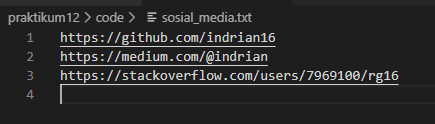 praktikum12 > code > sosial_media.txt
1 https://github.com/indrian16
2 https://medium.com/@indrian
3 https://stackoverflow.com/users/7969100/rg16
4